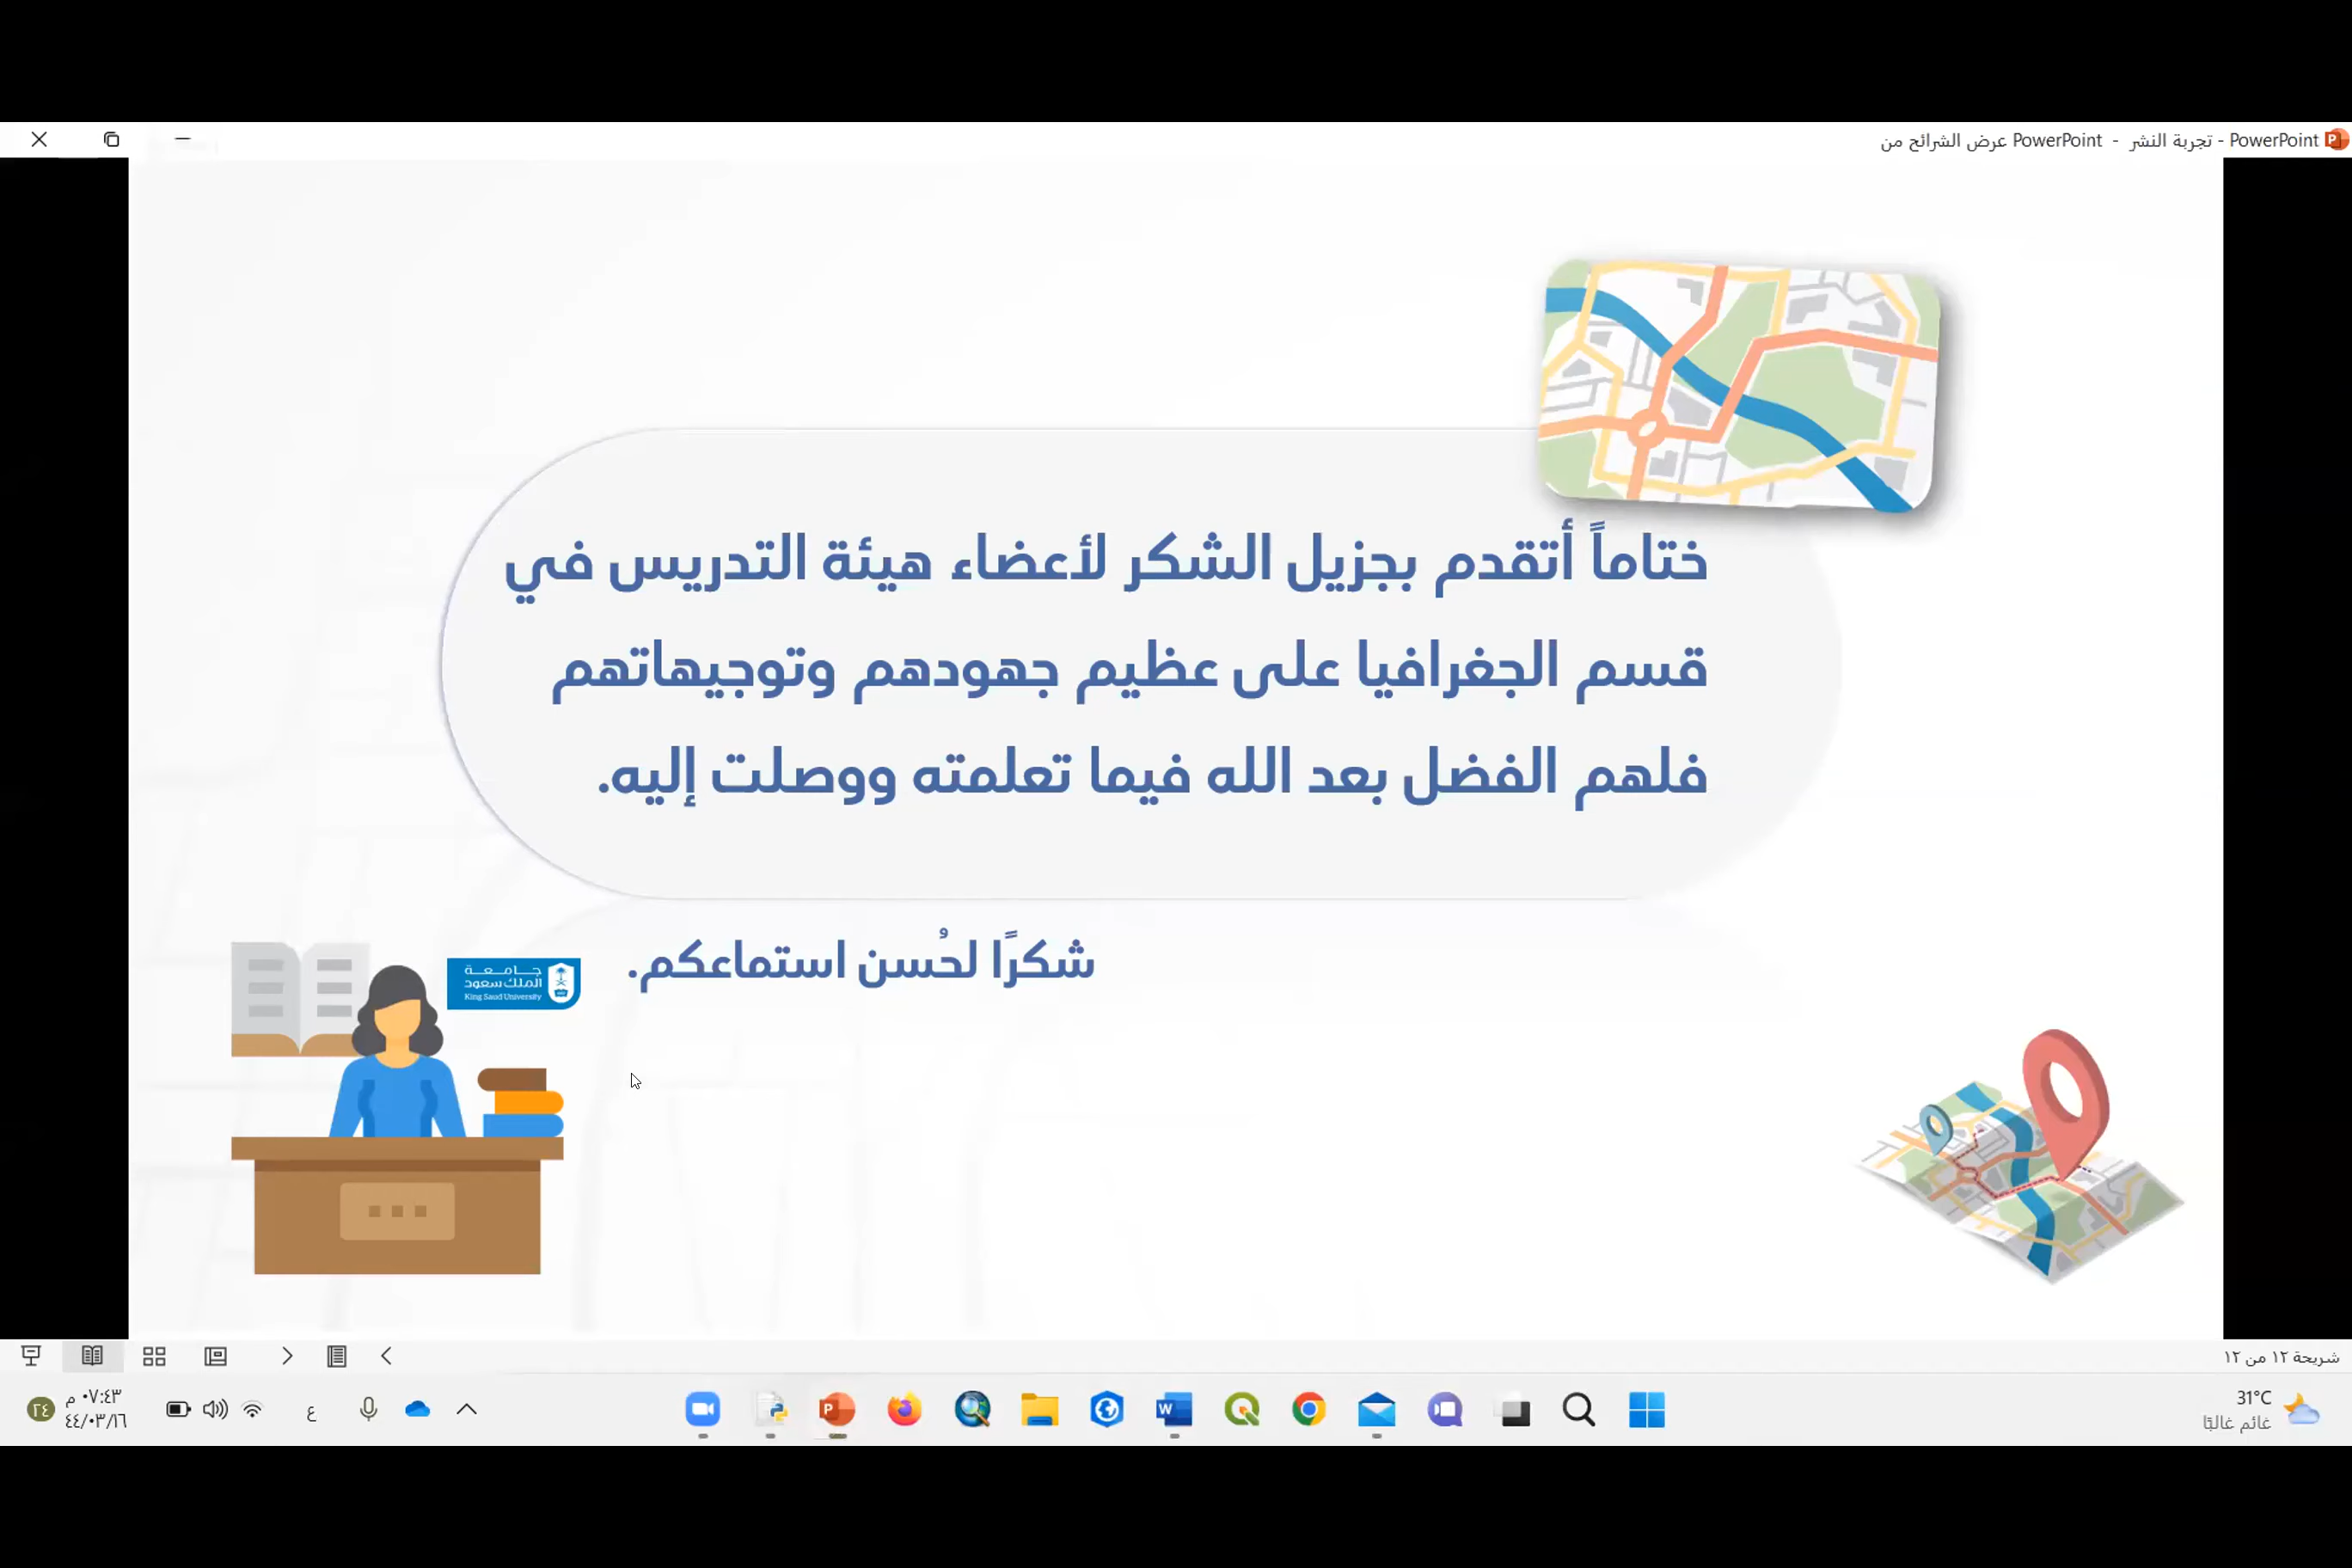 PowerPoint عرض الشرائح من - PowerPoint - تجربة النشر
ختاماً أتقدم بجزيل الشكر لأعضاء هيئة التدريس في
قسم الجغرافيا على عظيم جهودهم وتوجيهاتهم
فلهم الفضل بعد الله فيما تعلمته ووصلت إليه.
شكرًا لحُسن استماعكم.
جامعة
الملك سعود
King Saud University
شريحة ١٢ من ١٢
31°C
غائم غالبًا
ع
٠٧:٤٣ م
٤٤/٠٣/١٦
٢٤